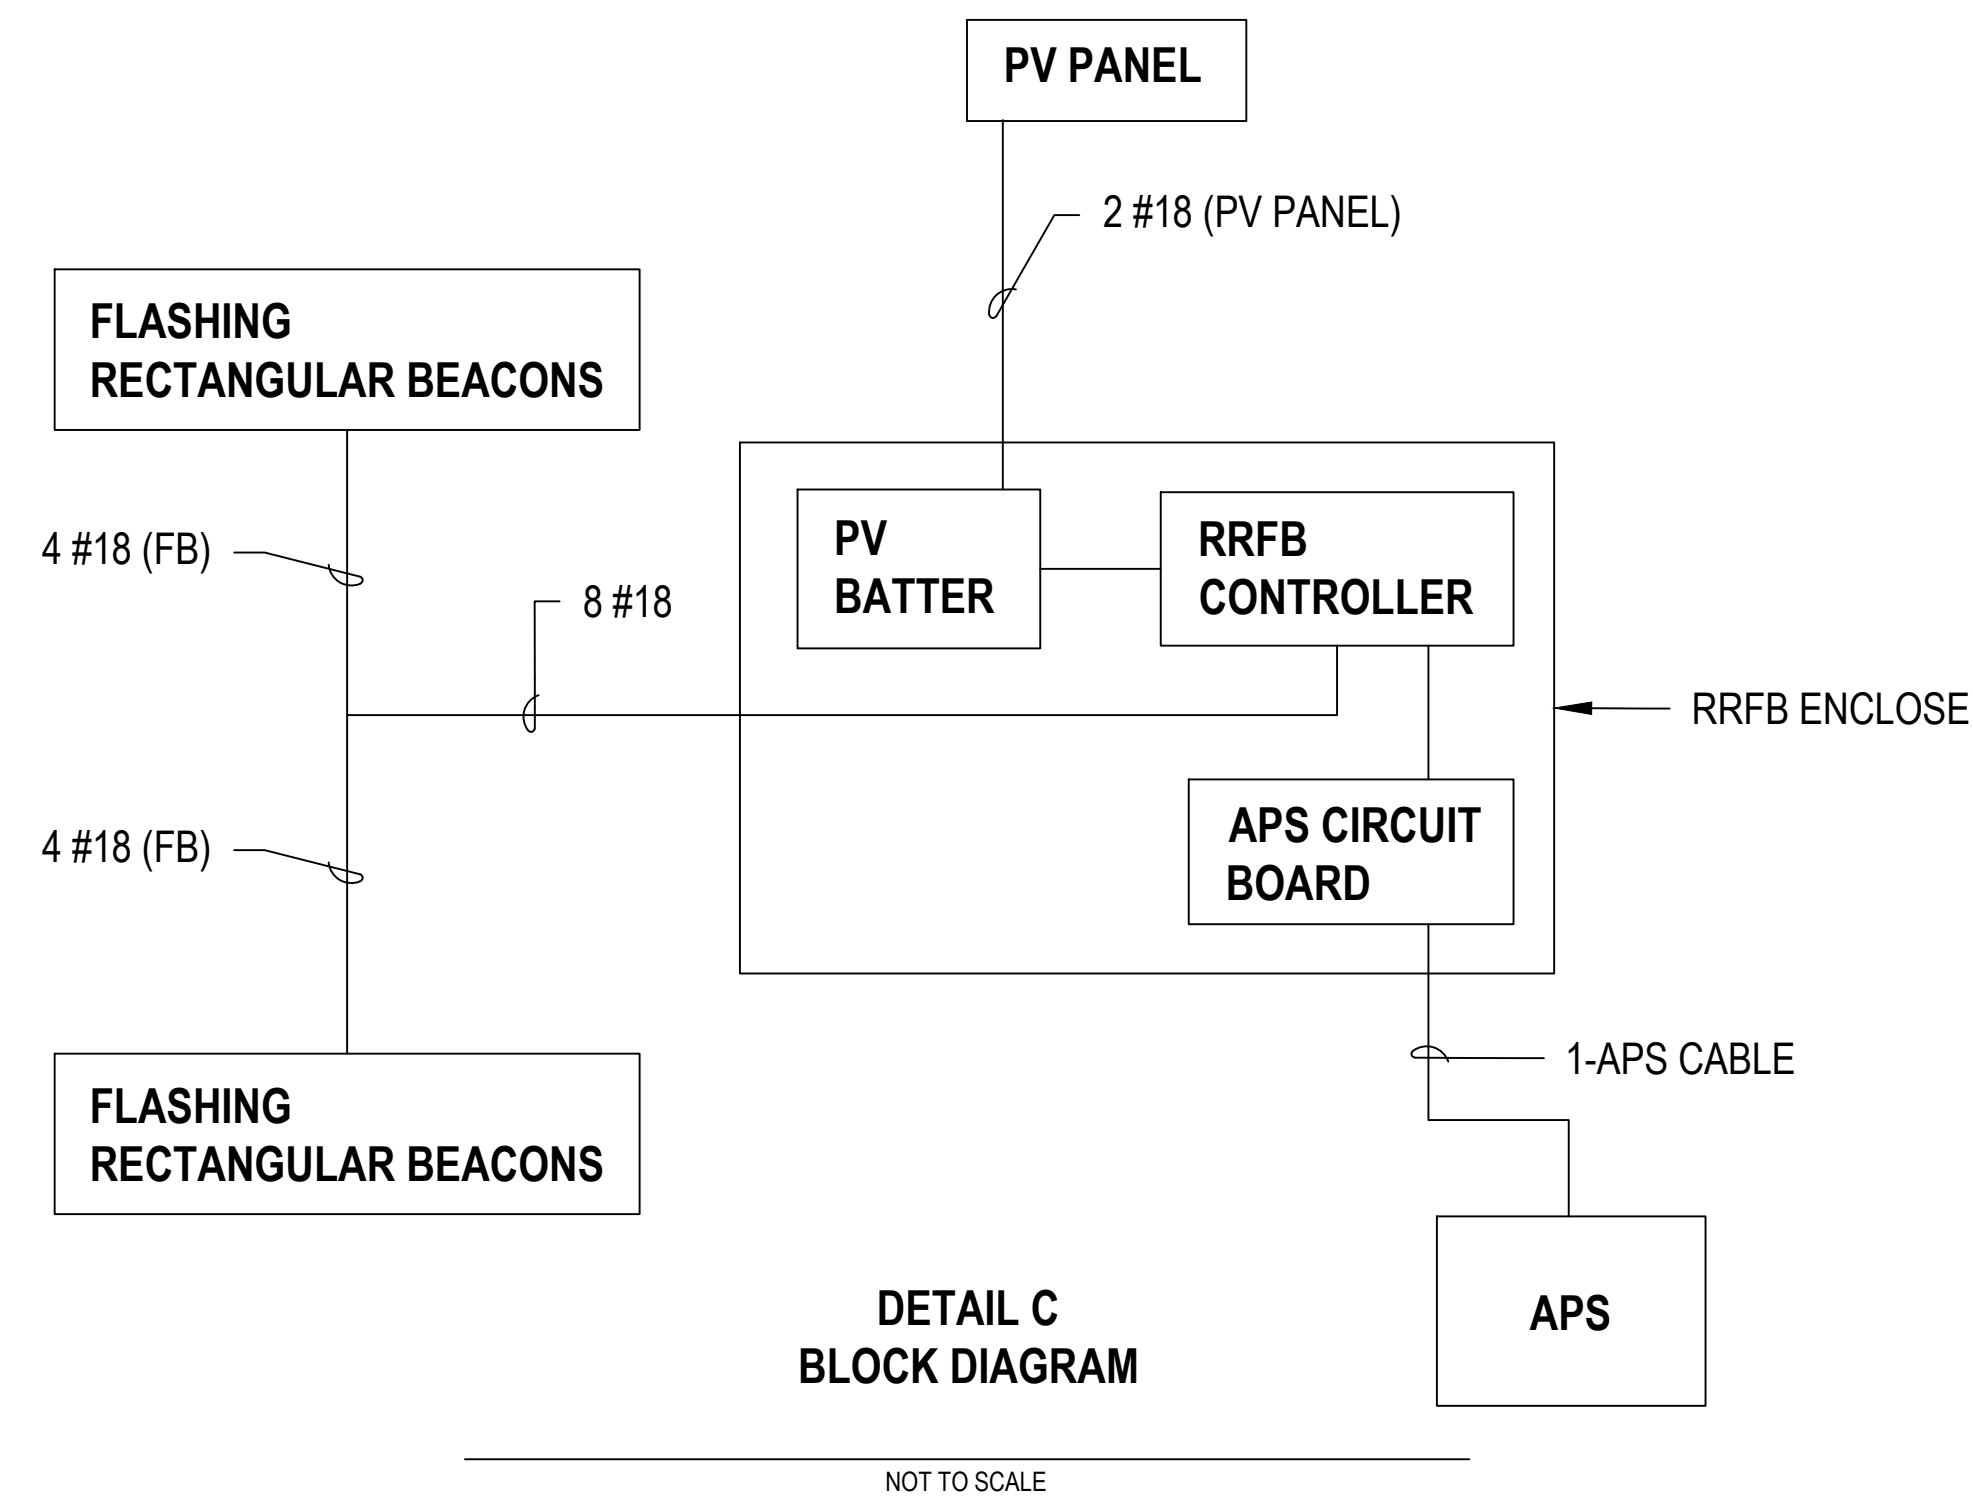 PV PANEL
2 #18 (PV PANEL)
FLASHING
RECTANGULAR BEACONS
4 #18 (FB)
8 #18
PV
BATTER
RRFB
CONTROLLER
RRFB ENCLOSE
4 #18 (FB)
APS CIRCUIT
BOARD
1-APS CABLE
FLASHING
RECTANGULAR BEACONS
APS
DETAIL C
BLOCK DIAGRAM
NOT TO SCALE